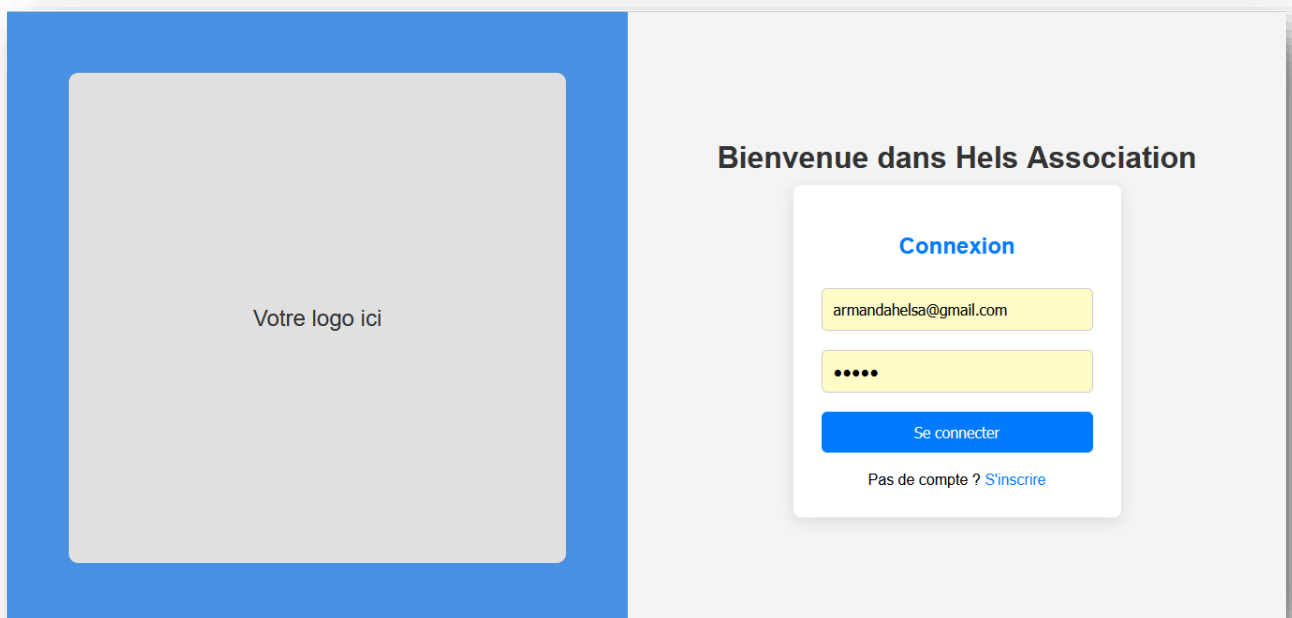 Votre logo ici
Bienvenue dans Hels Association
Connexion
armandahelsa@gmail.com
•••••
Se connecter
Pas de compte ? S'inscrire